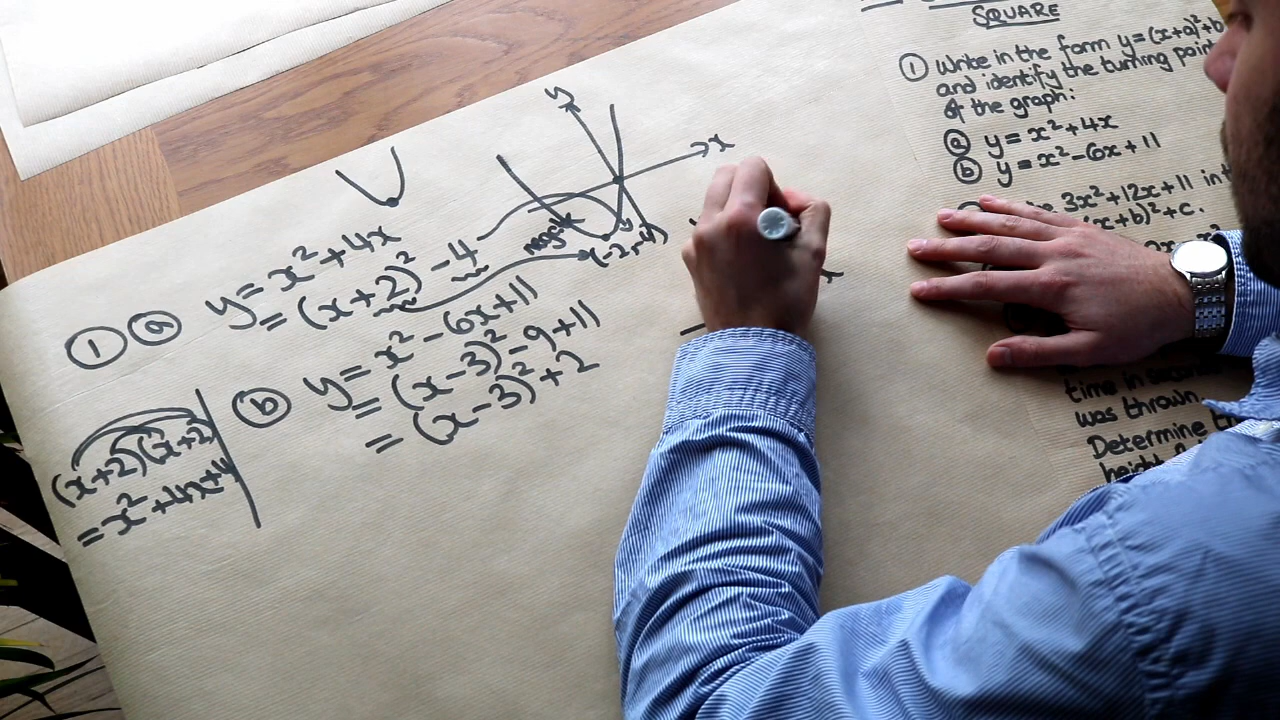 SQUARE
① Write in the form y=(x+a)²+b
and identify the turning point
of the graph:
ⓐ y = x²+4x
ⓑ y = x²-6x+11
3x²+12x+11 in
(x+b)²+c.
time in
was thrown.
Determine
height
y
x
negate
(-2,-4)
① ⓐ y = x²+4x
= (x+2)² -4
ⓑ y = x² -6x+11
= (x-3)² -9+11
= (x-3)² +2
(x+2)(x+2)
= x²+4x+4